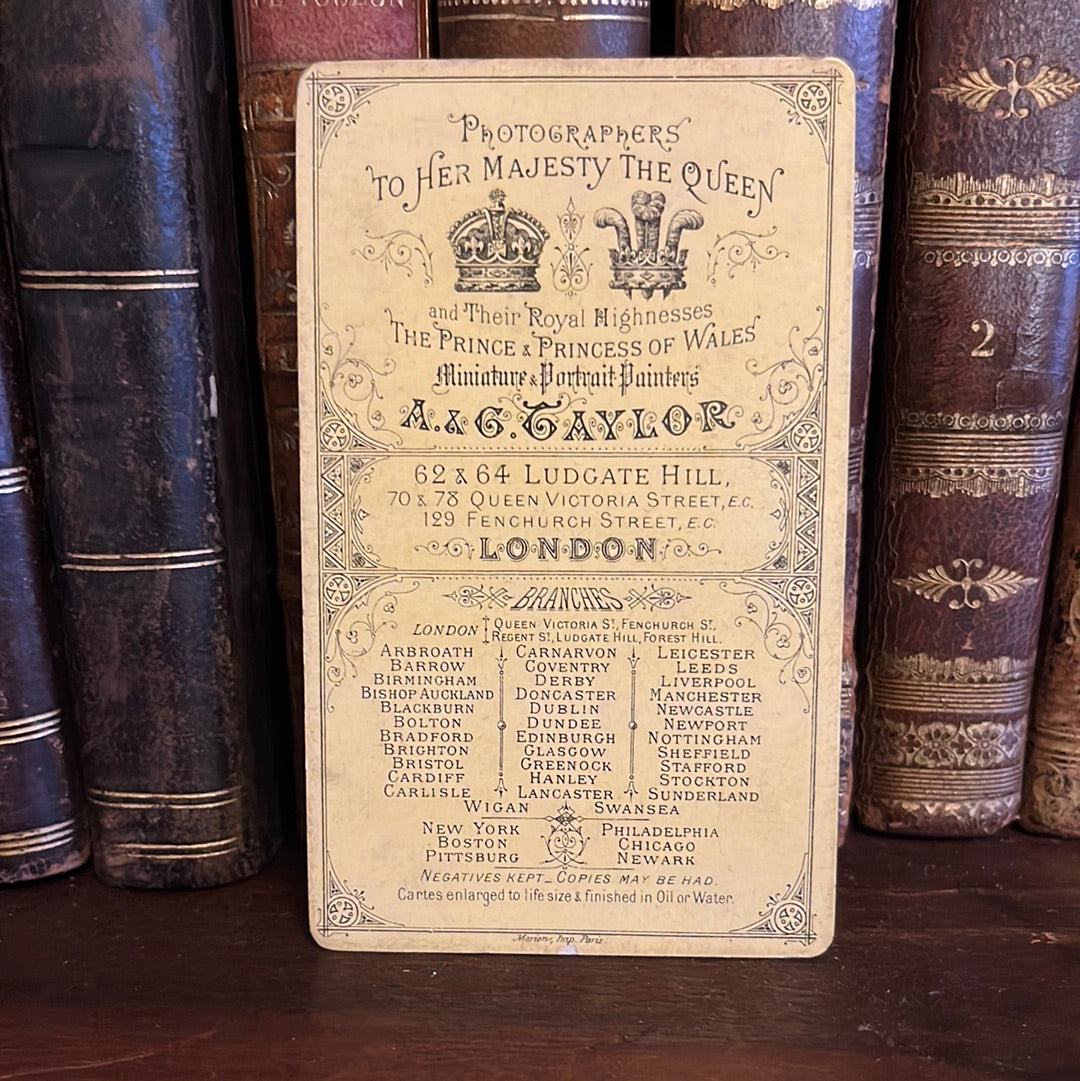 PHOTOGRAPHERS
TO HER MAJESTY THE QUEEN
and Their Royal Highnesses
THE PRINCE & PRINCESS OF WALES
Miniature & Portrait Painters
A. & G. TAYLOR
62 & 64 LUDGATE HILL,
70 & 78 QUEEN VICTORIA STREET, E.C.
129 FENCHURCH STREET, E.C.
LONDON
BRANCHES
LONDON QUEEN VICTORIA ST, FENCHURCH ST,
REGENT ST, LUDGATE HILL, FOREST HILL.
ARBROATH CARNARVON LEICESTER
BARROW COVENTRY LEEDS
BIRMINGHAM DERBY LIVERPOOL
BISHOP AUCKLAND DONCASTER MANCHESTER
BLACKBURN DUBLIN NEWCASTLE
BOLTON DUNDEE NEWPORT
BRADFORD EDINBURGH NOTTINGHAM
BRIGHTON GLASGOW SHEFFIELD
BRISTOL GREENOCK STAFFORD
CARDIFF HANLEY STOCKTON
CARLISLE LANCASTER SUNDERLAND
WIGAN SWANSEA
NEW YORK PHILADELPHIA
BOSTON CHICAGO
PITTSBURG NEWARK
NEGATIVES KEPT_ COPIES MAY BE HAD.
Cartes enlarged to life size & finished in Oil or Water.
Marion, Imp. Paris
2